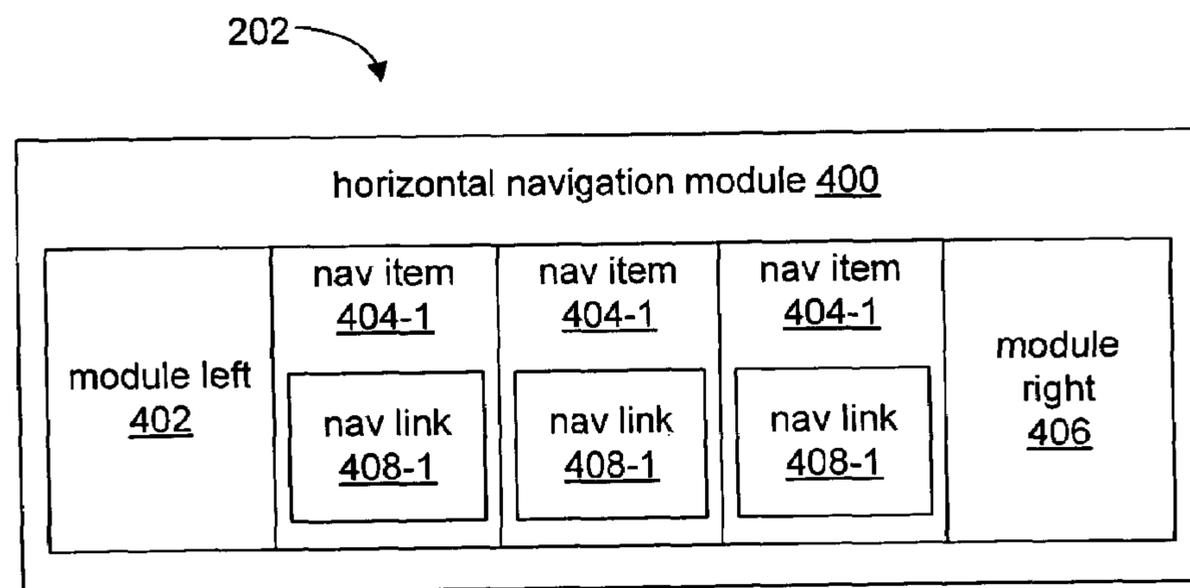 202
horizontal navigation module 400
nav item
404-1
nav item
404-1
nav item
404-1
module left
402
nav link
408-1
nav link
408-1
nav link
408-1
module
right
406